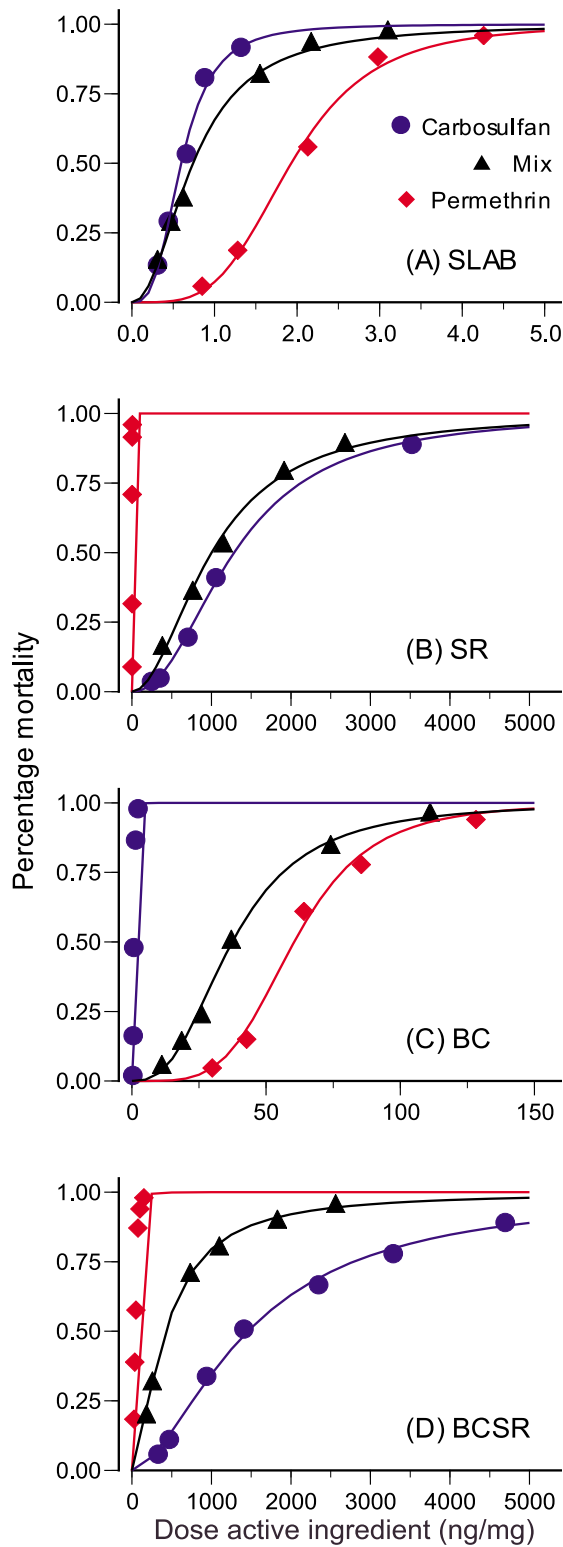 1.00
0.75
0.50
0.25
0.00
Carbosulfan
Mix
Permethrin
(A) SLAB
0.0 1.0 2.0 3.0 4.0 5.0
Percentage mortality
1.00
0.75
0.50
0.25
0.00
(B) SR
0 1000 2000 3000 4000 5000
1.00
0.75
0.50
0.25
0.00
(C) BC
0 50 100 150
1.00
0.75
0.50
0.25
0.00
(D) BCSR
0 1000 2000 3000 4000 5000
Dose active ingredient (ng/mg)